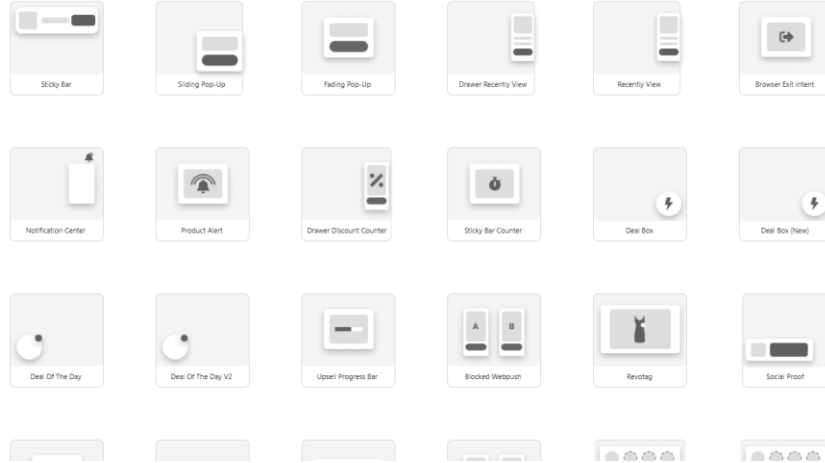 Sticky Bar
Sliding Pop-Up
Fading Pop-Up
Drawer Recently View
Recently View
Browser Exit Intent
Notification Center
Product Alert
Drawer Discount Counter
Sticky Bar Counter
Deal Box
Deal Box (New)
Deal Of The Day
Deal Of The Day V2
Upsell Progress Bar
A B
Blocked Webpush
Revotag
Social Proof